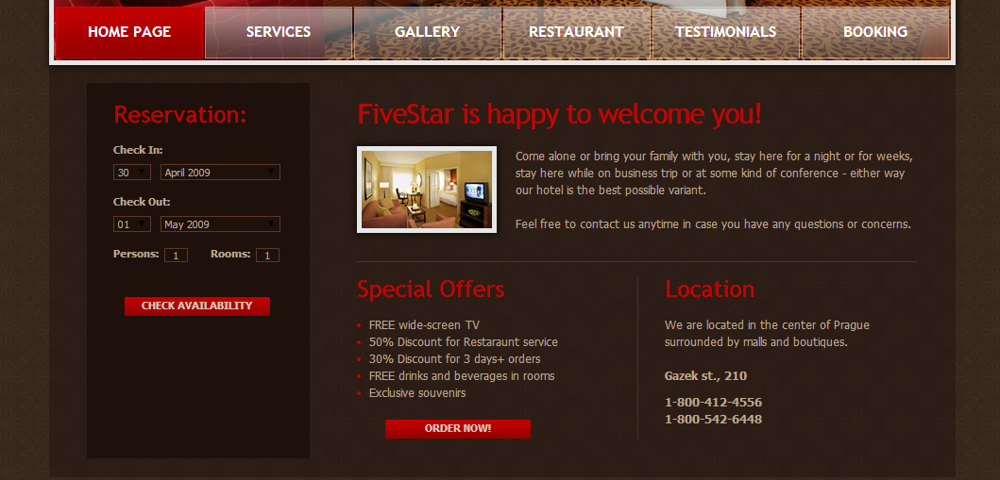 HOME PAGE SERVICES GALLERY RESTAURANT TESTIMONIALS BOOKING
Reservation:
Check In:
30 April 2009
Check Out:
01 May 2009
Persons: 1 Rooms: 1
CHECK AVAILABILITY
FiveStar is happy to welcome you!
Come alone or bring your family with you, stay here for a night or for weeks,
stay here while on business trip or at some kind of conference - either way
our hotel is the best possible variant.
Feel free to contact us anytime in case you have any questions or concerns.
Special Offers
FREE wide-screen TV
50% Discount for Restaraunt service
30% Discount for 3 days+ orders
FREE drinks and beverages in rooms
Exclusive souvenirs
ORDER NOW!
Location
We are located in the center of Prague
surrounded by malls and boutiques.
Gazek st., 210
1-800-412-4556
1-800-542-6448